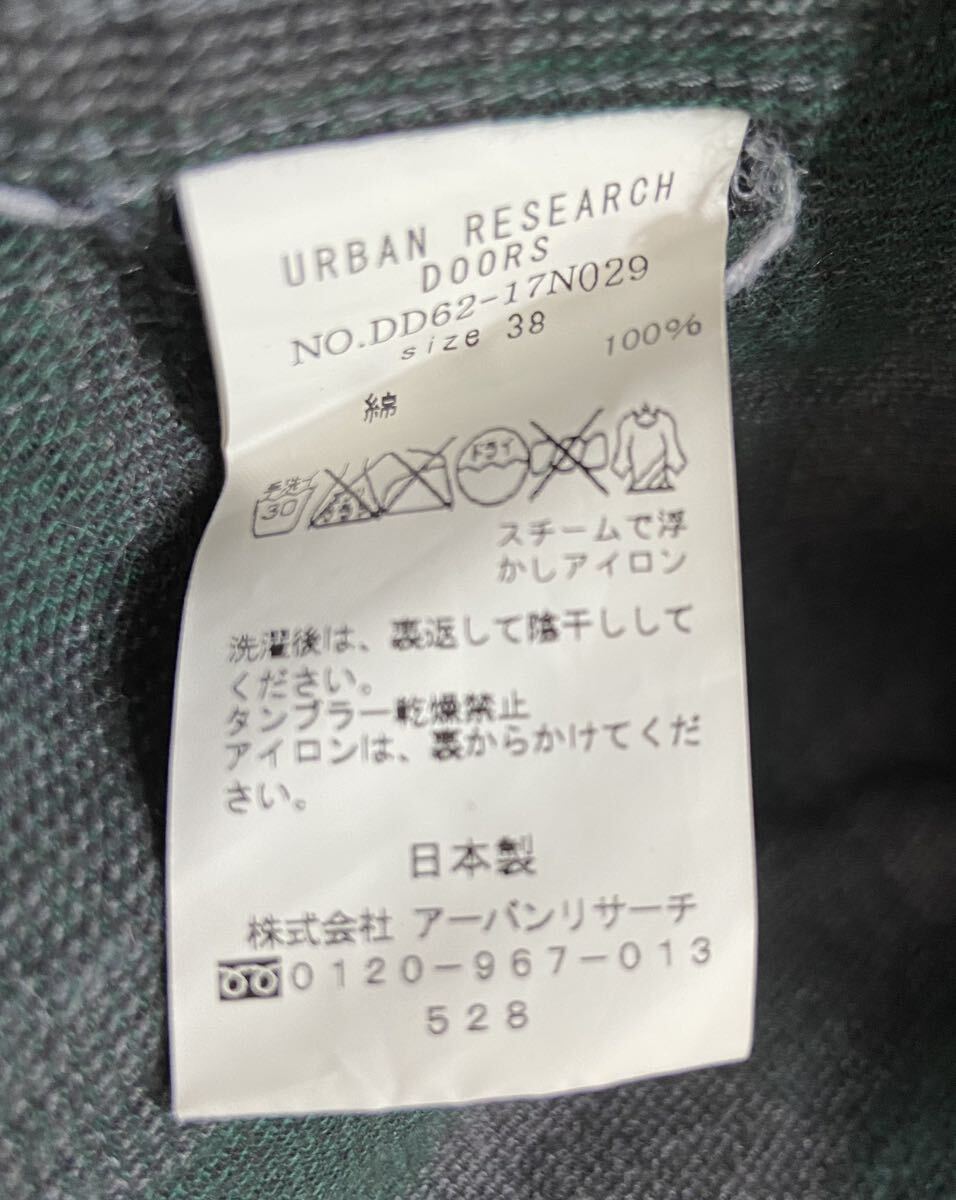 URBAN RESEARCH
DOORS
NO.DD62-17N029
size 38
綿 100%
手洗イ
30
ドライ
スチームで浮
かしアイロン
洗濯後は、裏返して陰干しして
ください。
タンブラー乾燥禁止
アイロンは、裏からかけてくだ
さい。
日本製
株式会社 アーバンリサーチ
0120-967-013
528